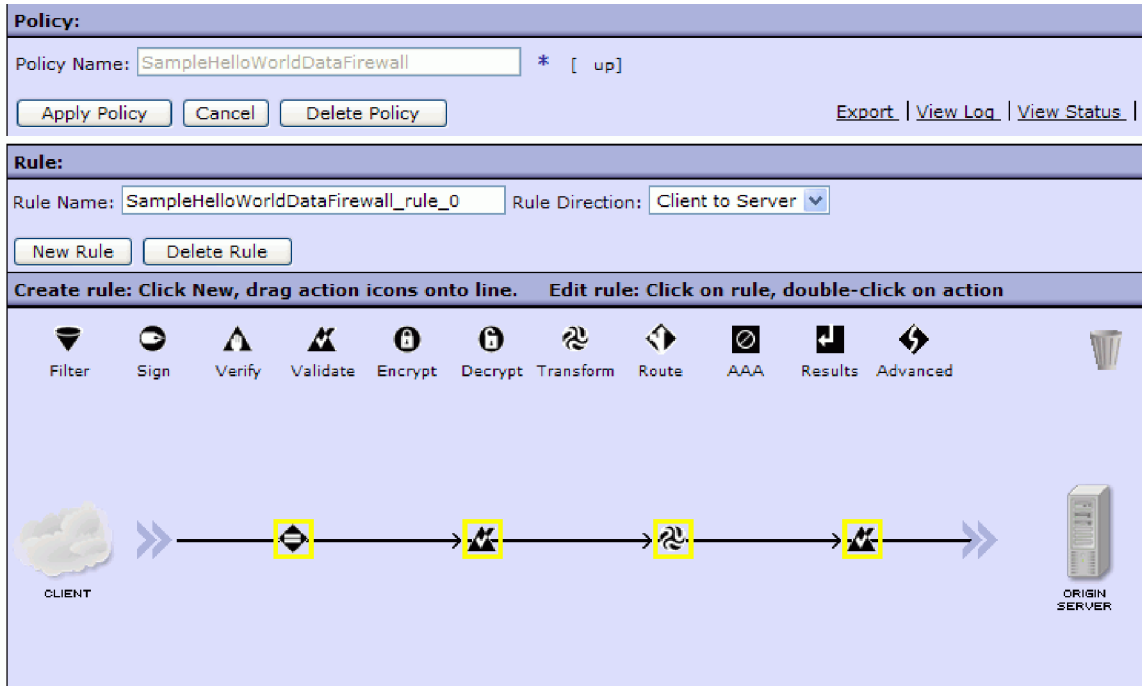 Policy:
Policy Name: SampleHelloWorldDataFirewall * [ up]
Apply Policy Cancel Delete Policy Export | View Log | View Status |
Rule:
Rule Name: SampleHelloWorldDataFirewall_rule_0 Rule Direction: Client to Server
New Rule Delete Rule
Create rule: Click New, drag action icons onto line. Edit rule: Click on rule, double-click on action
Filter Sign Verify Validate Encrypt Decrypt Transform Route AAA Results Advanced
CLIENT
ORIGIN
SERVER